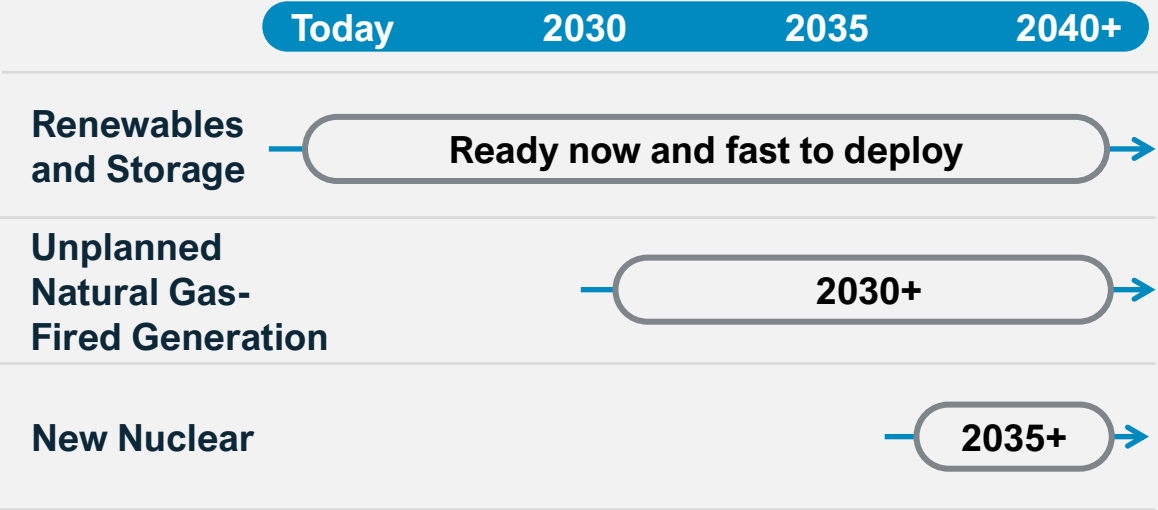 Today 2030 2035 2040+
Renewables
and Storage
Ready now and fast to deploy
Unplanned
Natural Gas-
Fired Generation
2030+
New Nuclear
2035+